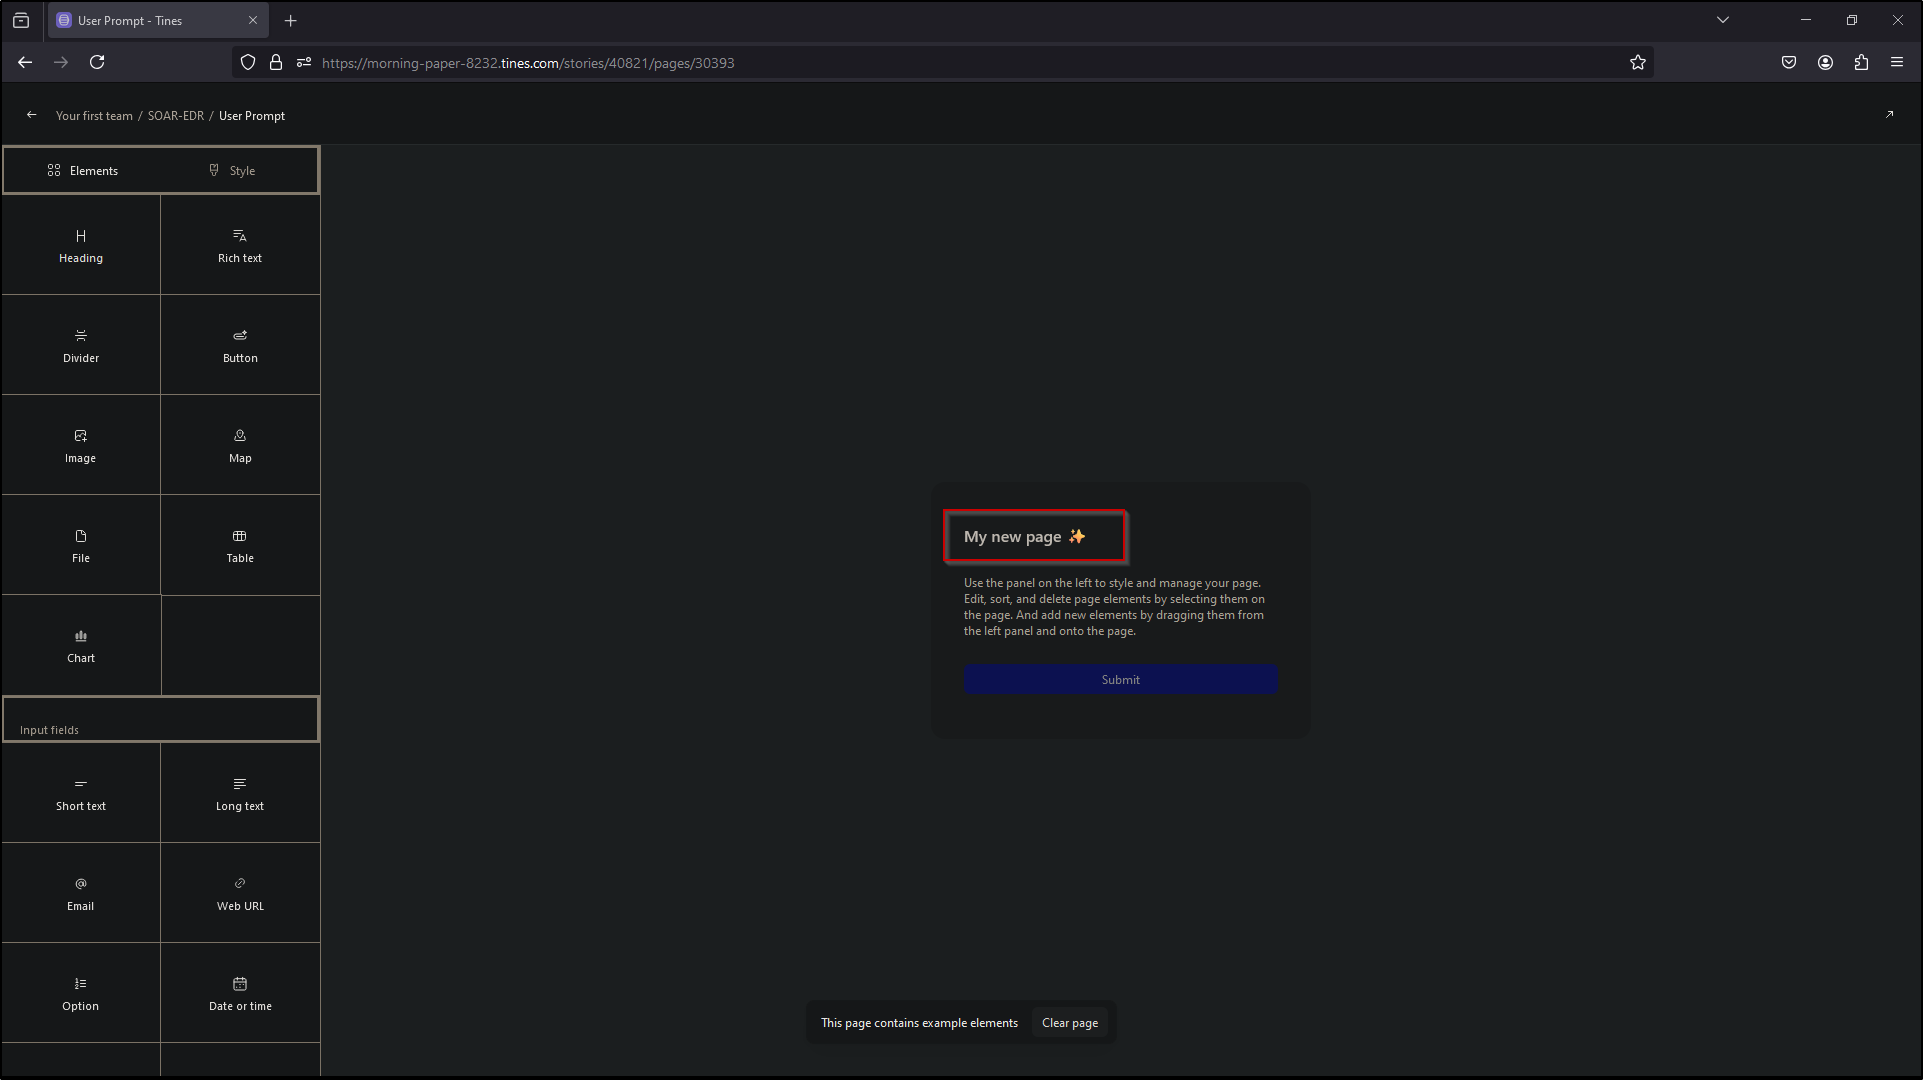 User Prompt - Tines
https://morning-paper-8232.tines.com/stories/40821/pages/30393
Your first team / SOAR-EDR / User Prompt
Elements
Style
Heading
Rich text
Divider
Button
Image
Map
File
Table
Chart
Input fields
Short text
Long text
Email
Web URL
Option
Date or time
My new page ✨
Use the panel on the left to style and manage your page.
Edit, sort, and delete page elements by selecting them on
the page. And add new elements by dragging them from
the left panel and onto the page.
Submit
This page contains example elements
Clear page